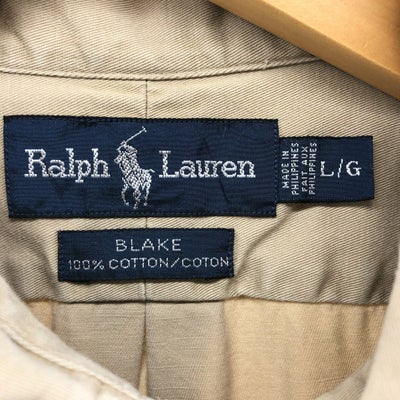 Ralph Lauren
MADE IN
PHILIPPINES
FAIT AUX
PHILIPPINES
L/G
BLAKE
100% COTTON/COTON